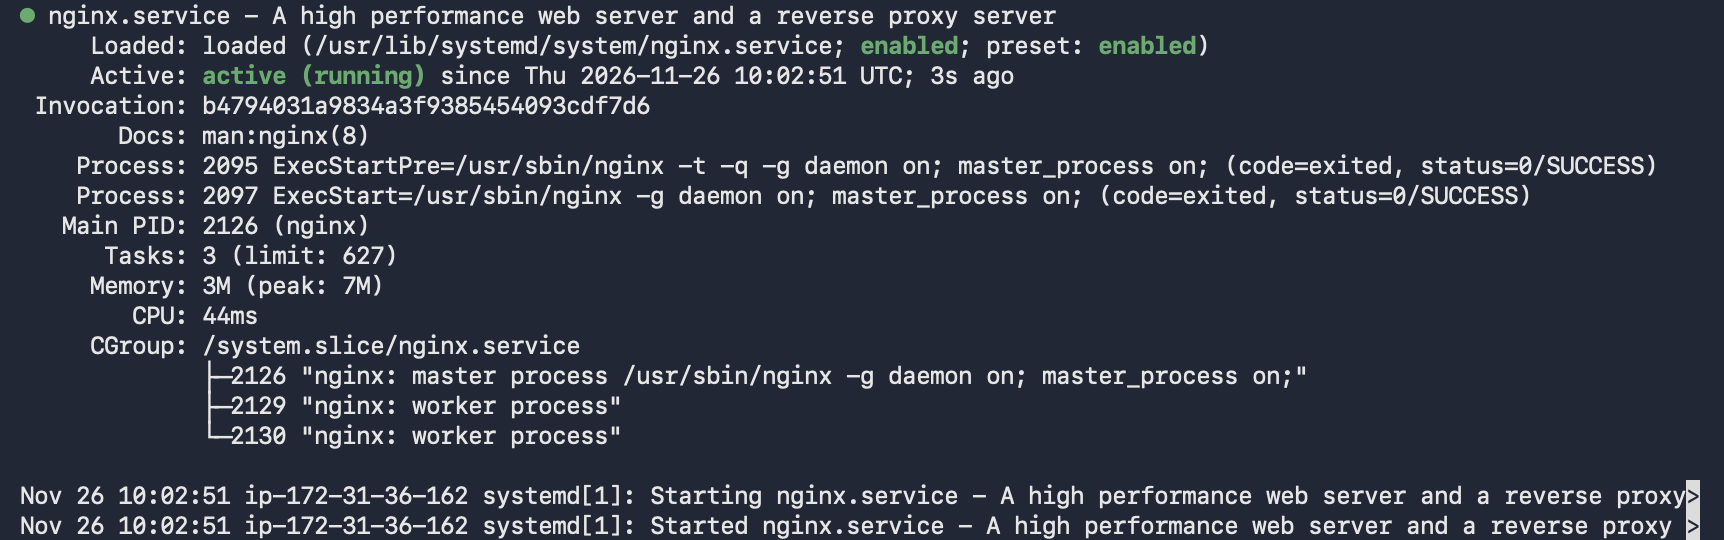 ● nginx.service - A high performance web server and a reverse proxy server
     Loaded: loaded (/usr/lib/systemd/system/nginx.service; enabled; preset: enabled)
     Active: active (running) since Thu 2026-11-26 10:02:51 UTC; 3s ago
 Invocation: b4794031a9834a3f9385454093cdf7d6
       Docs: man:nginx(8)
    Process: 2095 ExecStartPre=/usr/sbin/nginx -t -q -g daemon on; master_process on; (code=exited, status=0/SUCCESS)
    Process: 2097 ExecStart=/usr/sbin/nginx -g daemon on; master_process on; (code=exited, status=0/SUCCESS)
   Main PID: 2126 (nginx)
      Tasks: 3 (limit: 627)
     Memory: 3M (peak: 7M)
        CPU: 44ms
     CGroup: /system.slice/nginx.service
             ├─2126 "nginx: master process /usr/sbin/nginx -g daemon on; master_process on;"
             ├─2129 "nginx: worker process"
             └─2130 "nginx: worker process"

Nov 26 10:02:51 ip-172-31-36-162 systemd[1]: Starting nginx.service - A high performance web server and a reverse proxy>
Nov 26 10:02:51 ip-172-31-36-162 systemd[1]: Started nginx.service - A high performance web server and a reverse proxy >